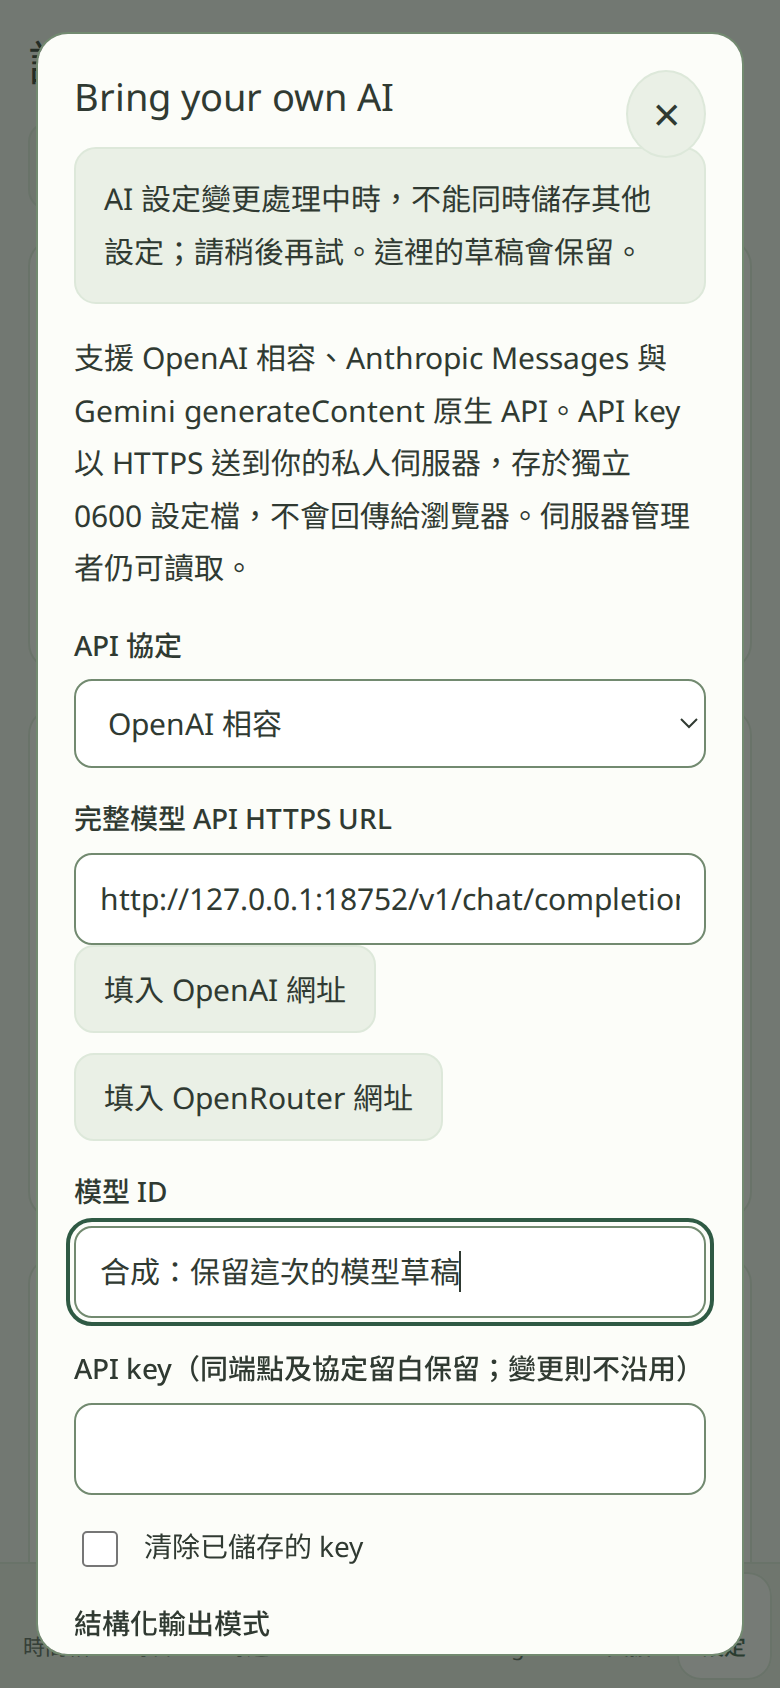 Bring your own AI
✕
AI 設定變更處理中時，不能同時儲存其他
設定；請稍後再試。這裡的草稿會保留。
支援 OpenAI 相容、Anthropic Messages 與
Gemini generateContent 原生 API。API key
以 HTTPS 送到你的私人伺服器，存於獨立
0600 設定檔，不會回傳給瀏覽器。伺服器管理
者仍可讀取。
API 協定
OpenAI 相容
完整模型 API HTTPS URL
http://127.0.0.1:18752/v1/chat/completion
填入 OpenAI 網址
填入 OpenRouter 網址
模型 ID
合成：保留這次的模型草稿
API key（同端點及協定留白保留；變更則不沿用）
清除已儲存的 key
結構化輸出模式